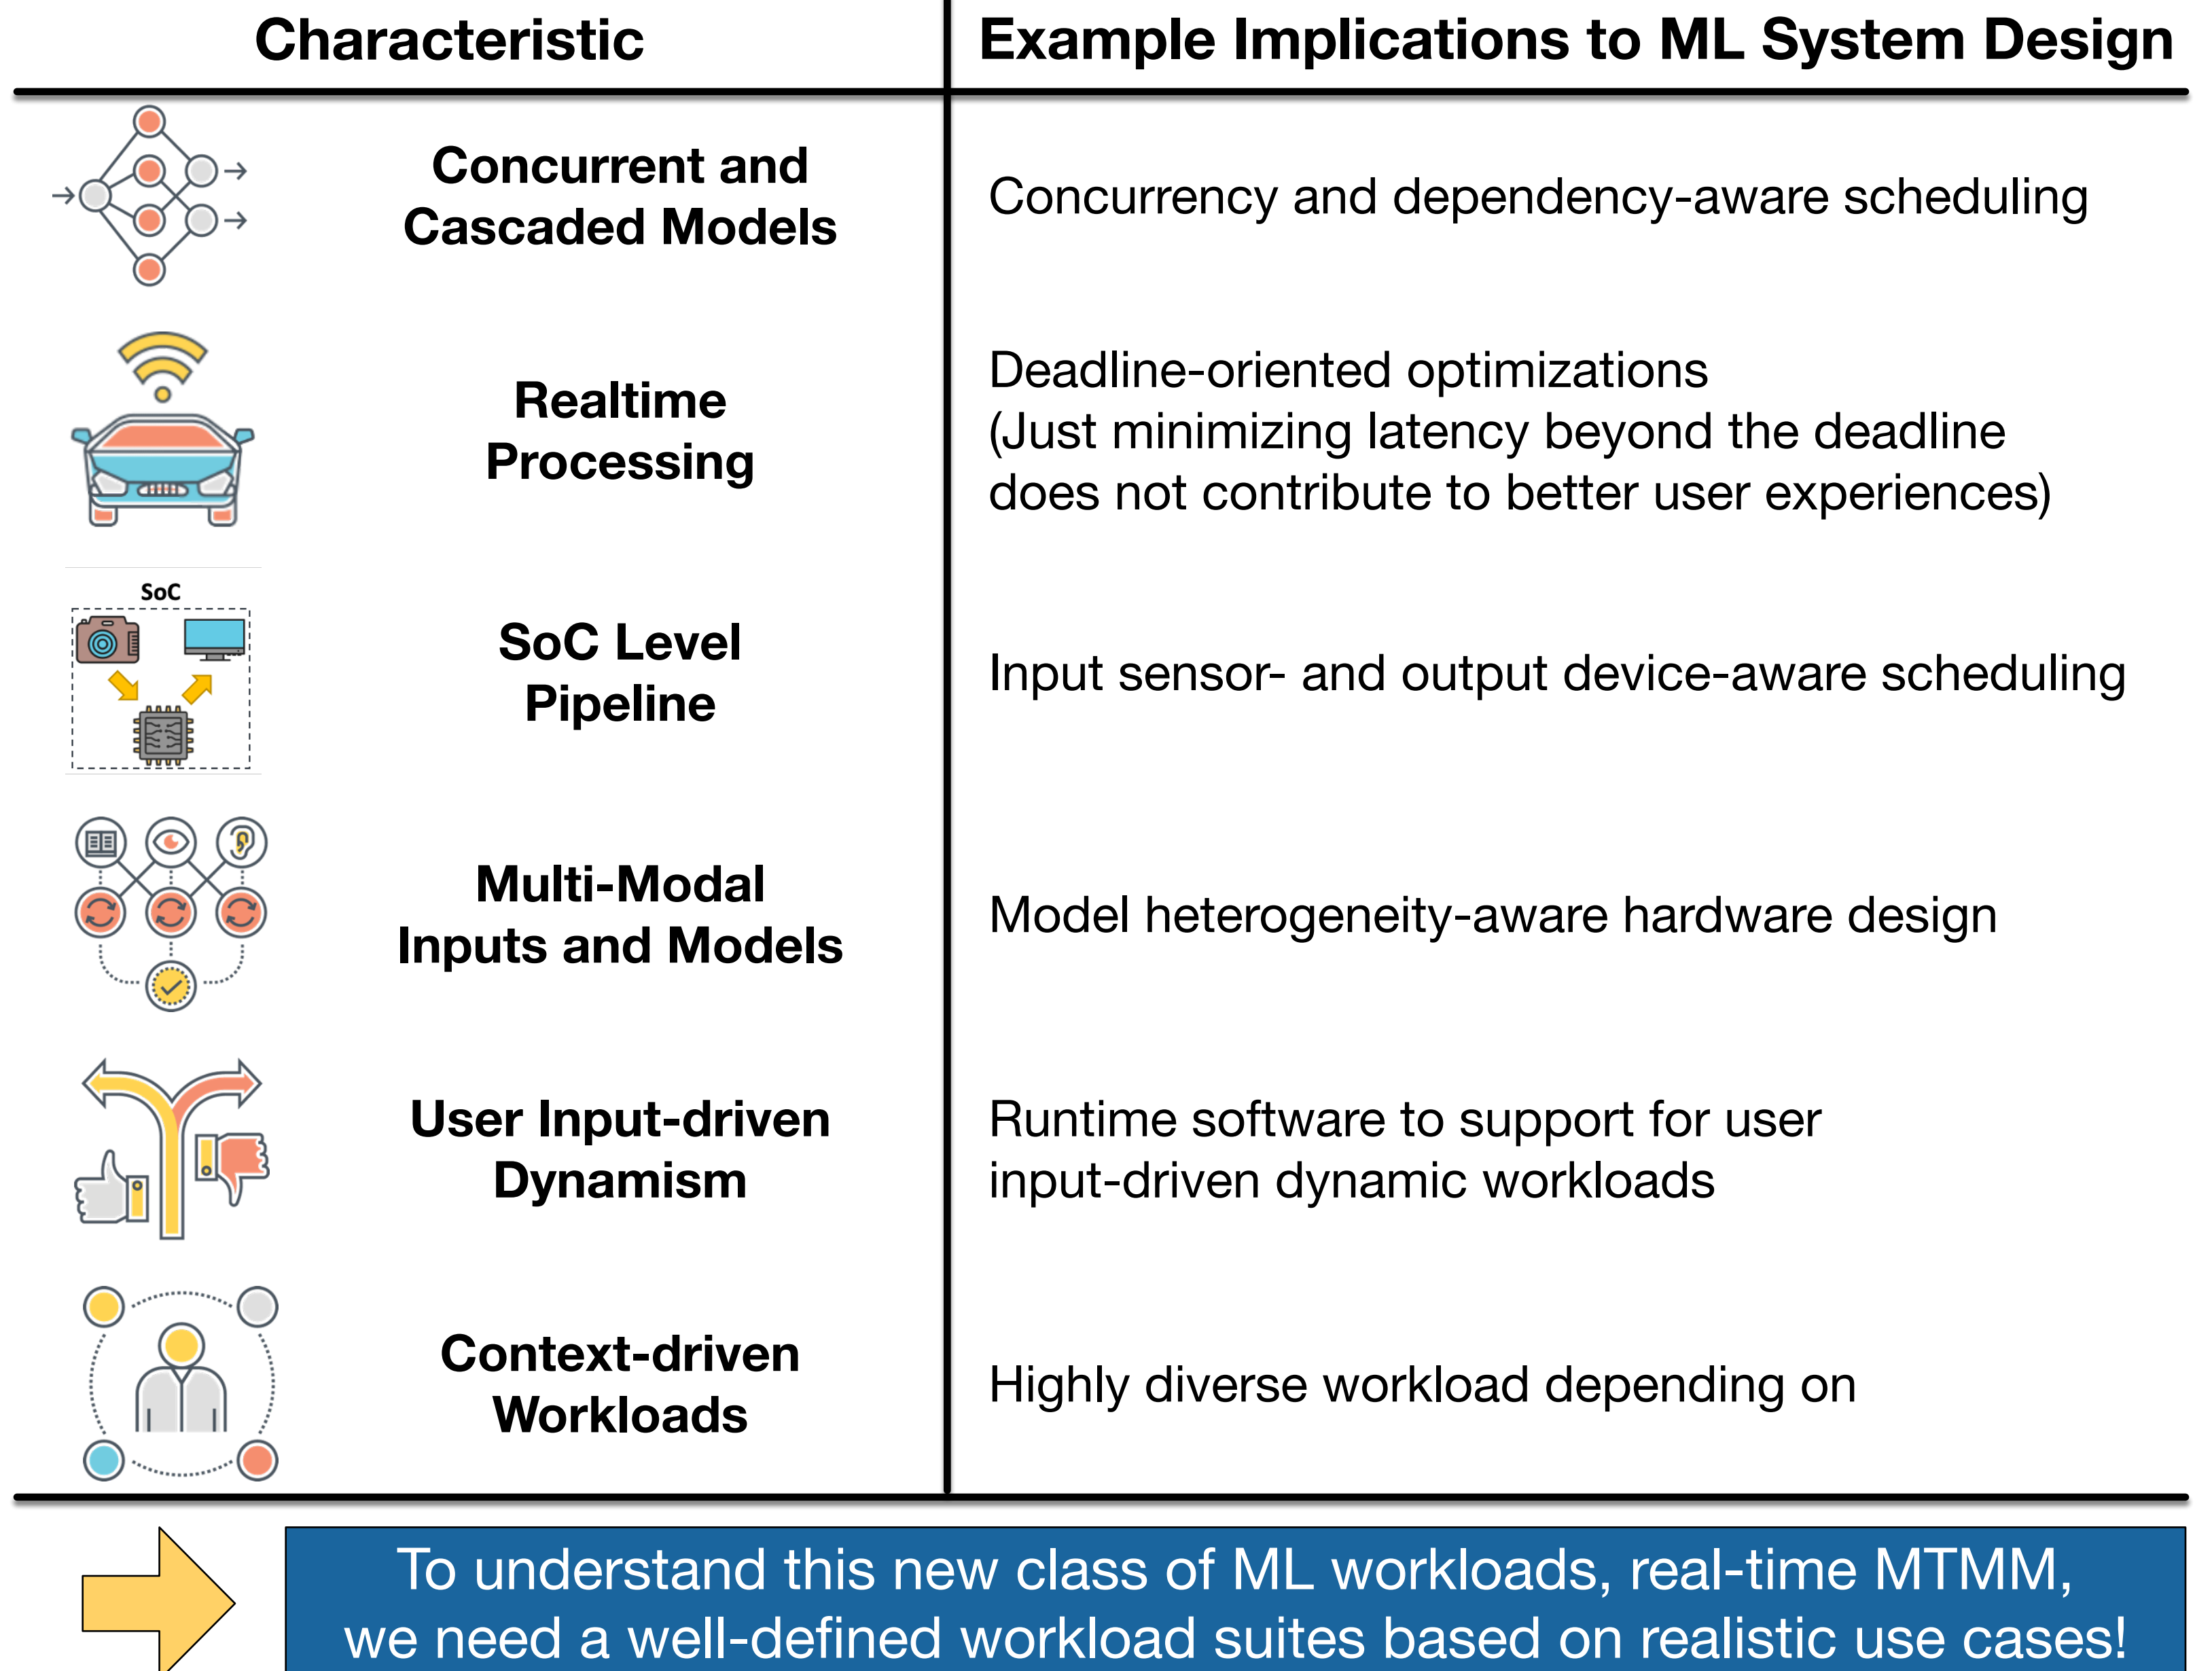 Characteristic
Example Implications to ML System Design
Concurrent and
Cascaded Models
Concurrency and dependency-aware scheduling
Realtime
Processing
Deadline-oriented optimizations
(Just minimizing latency beyond the deadline
does not contribute to better user experiences)
SoC
SoC Level
Pipeline
Input sensor- and output device-aware scheduling
Multi-Modal
Inputs and Models
Model heterogeneity-aware hardware design
User Input-driven
Dynamism
Runtime software to support for user
input-driven dynamic workloads
Context-driven
Workloads
Highly diverse workload depending on
To understand this new class of ML workloads, real-time MTMM,
we need a well-defined workload suites based on realistic use cases!